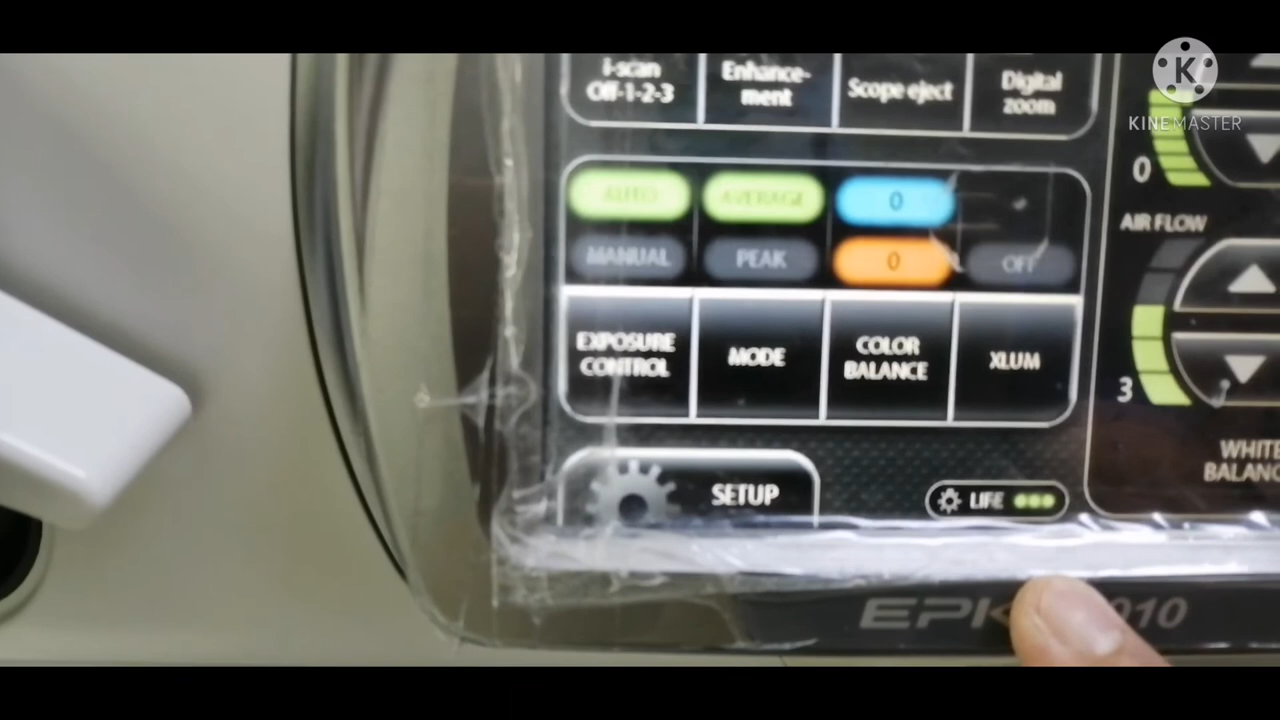 i-scan
Off-1-2-3
Enhance-
ment
Scope eject
Digital
zoom
KINEMASTER
0
AUTO
AVERAGE
0
MANUAL
PEAK
0
OFF
AIR FLOW
EXPOSURE
CONTROL
MODE
COLOR
BALANCE
XLUM
3
WHITE
SETUP
LIFE
EPK